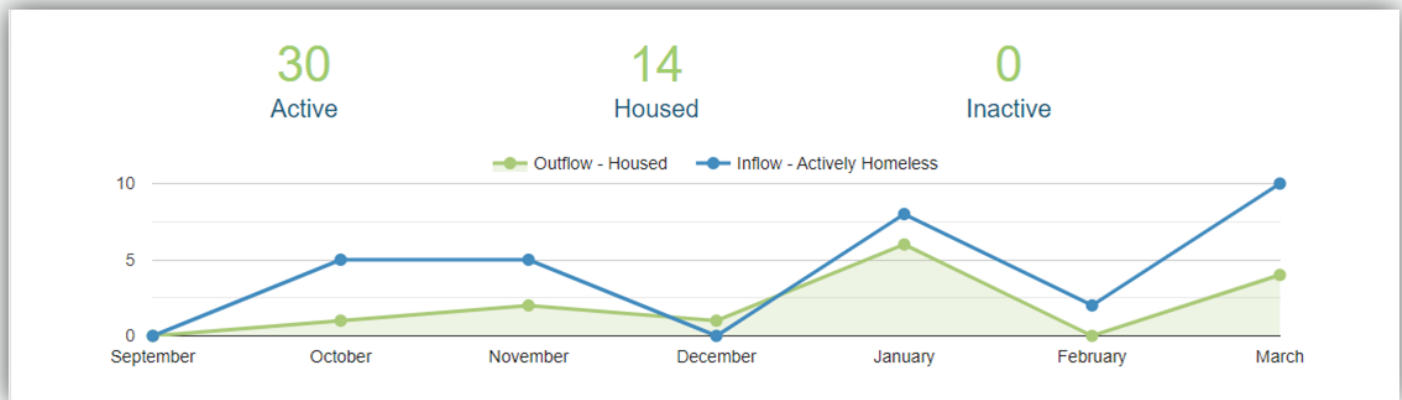 30 14 0
Active Housed Inactive
Outflow - Housed Inflow - Actively Homeless
10
5
0
September October November December January February March